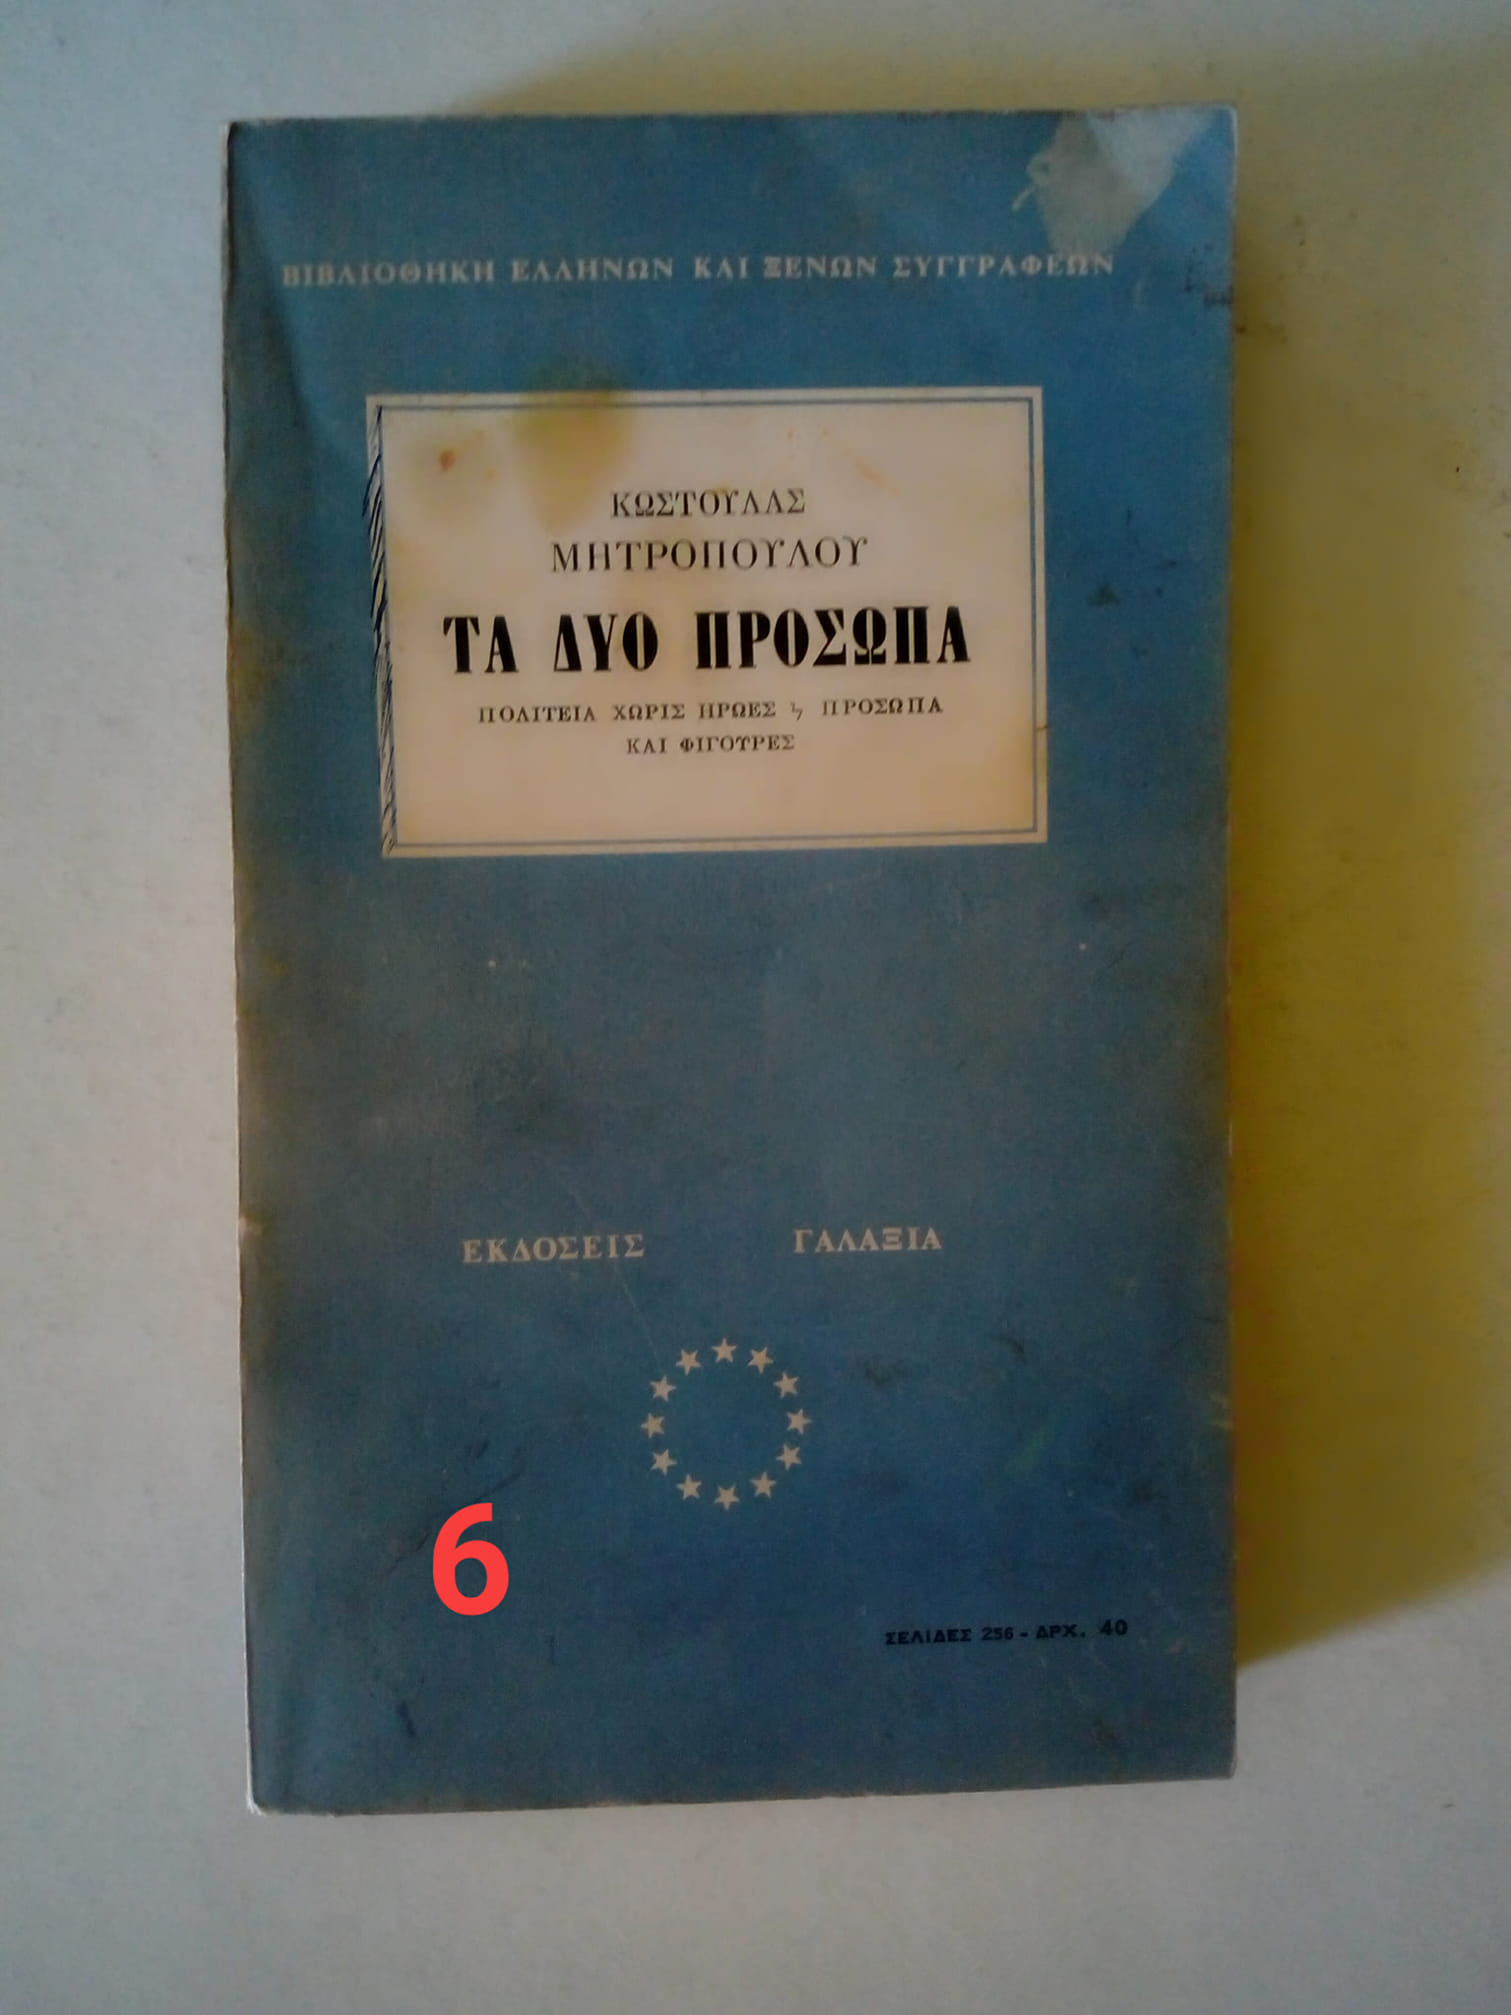 ΒΙΒΛΙΟΘΗΚΗ ΕΛΛΗΝΩΝ ΚΑΙ ΞΕΝΩΝ ΣΥΓΓΡΑΦΕΩΝ
ΚΩΣΤΟΥΛΑΣ
ΜΗΤΡΟΠΟΥΛΟΥ
ΤΑ ΔΥΟ ΠΡΟΣΩΠΑ
ΠΟΛΙΤΕΙΑ ΧΩΡΙΣ ΗΡΩΕΣ ϟ ΠΡΟΣΩΠΑ
ΚΑΙ ΦΙΓΟΥΡΕΣ
ΕΚΔΟΣΕΙΣ ΓΑΛΑΞΙΑ
6
ΣΕΛΙΔΕΣ 256 - ΔΡΧ. 40